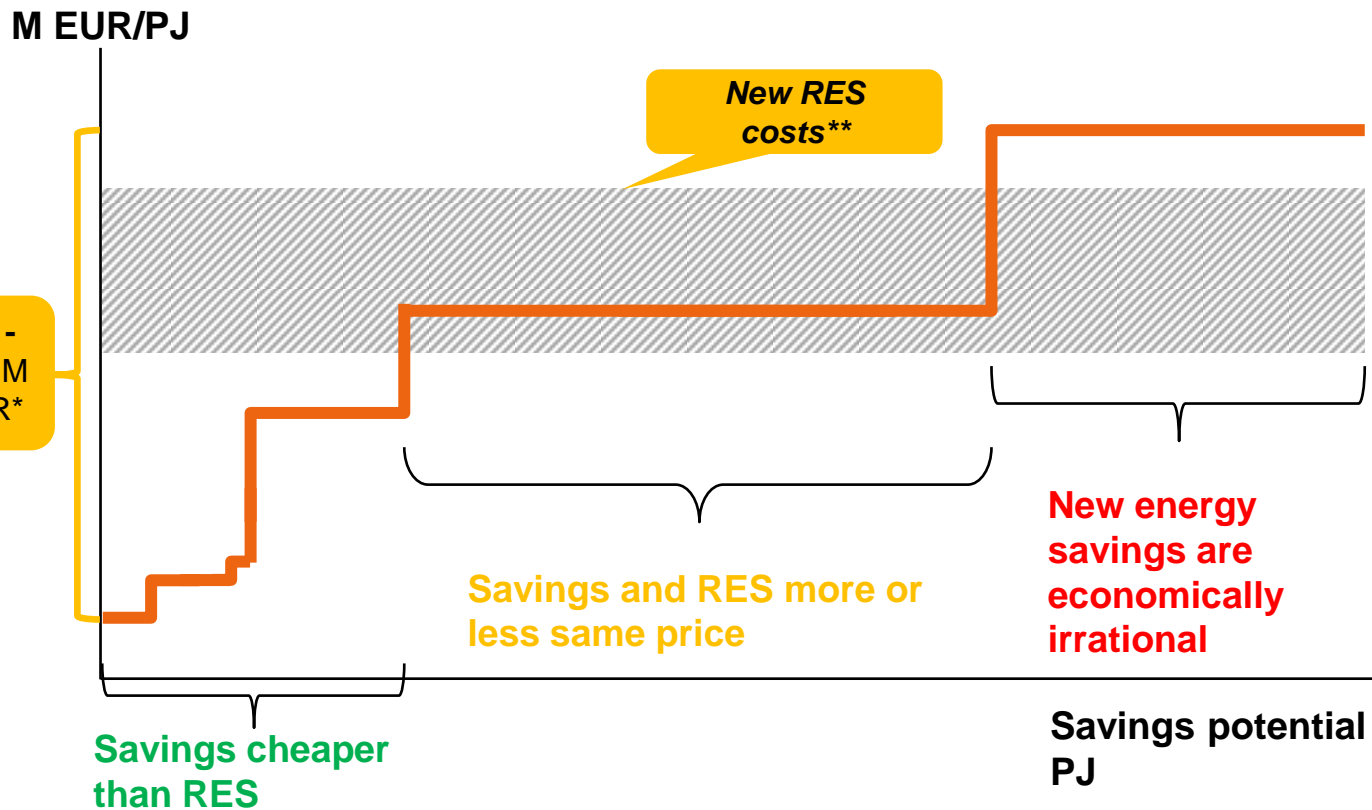 M EUR/PJ
New RES
costs**
-
M
R*
Savings and RES more or
less same price
New energy
savings are
economically
irrational
Savings cheaper
than RES
Savings potential
PJ